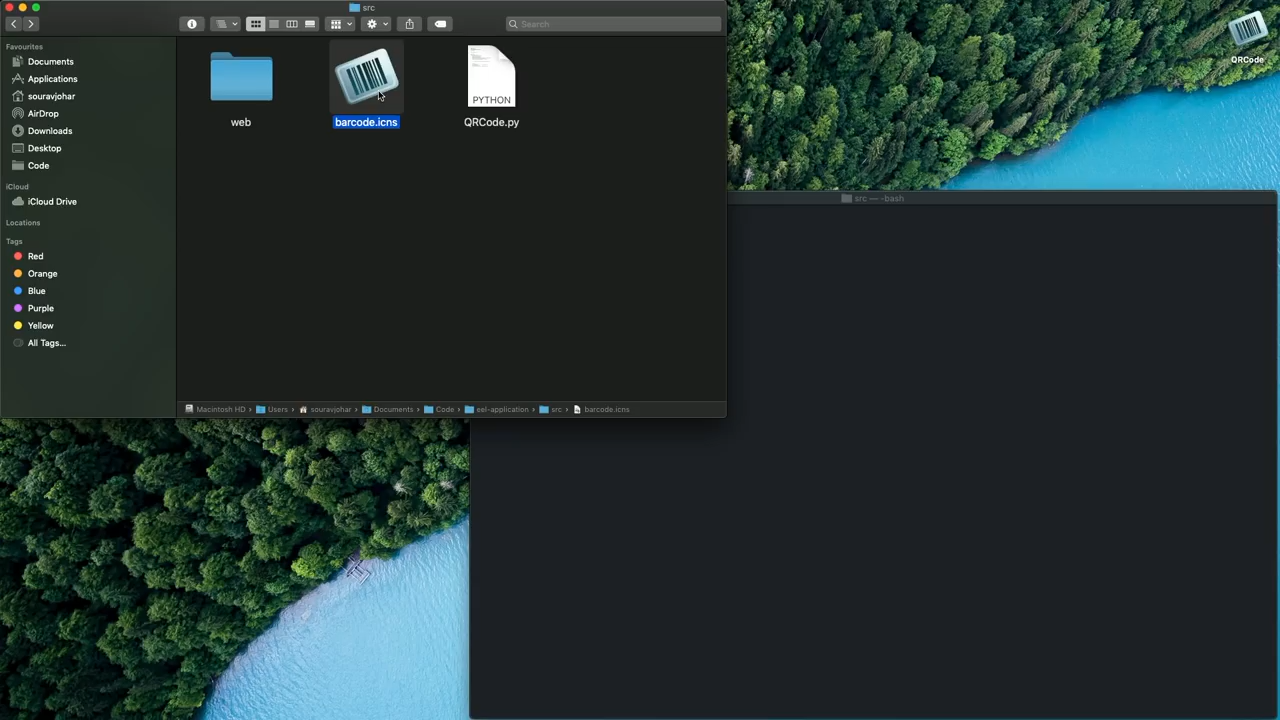 src
Search
QRCode
Favourites
Documents
Applications
souravjohar
AirDrop
Downloads
Desktop
Code
iCloud
iCloud Drive
Locations
Tags
Red
Orange
Blue
Purple
Yellow
All Tags...
web
barcode.icns
PYTHON
QRCode.py
Macintosh HD › Users › souravjohar › Documents › Code › eel-application › src › barcode.icns
src — -bash